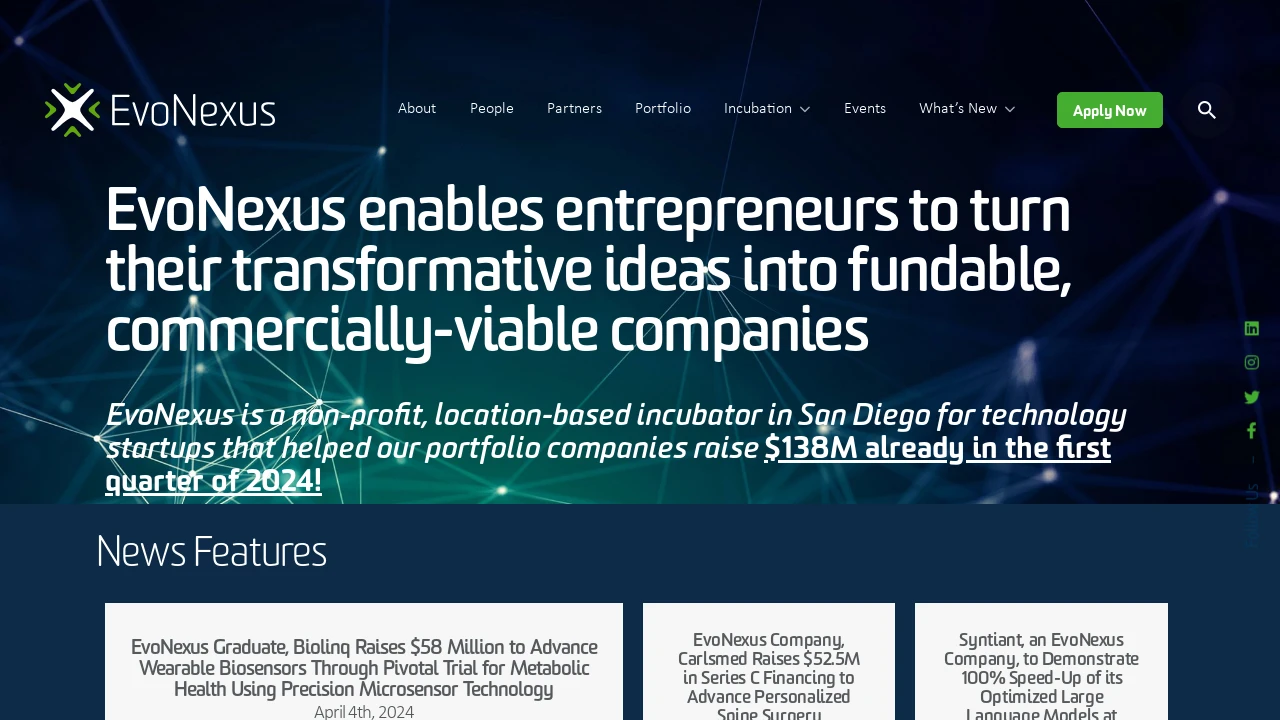 EvoNexus
About People Partners Portfolio Incubation Events What's New Apply Now
EvoNexus enables entrepreneurs to turn
their transformative ideas into fundable,
commercially-viable companies
EvoNexus is a non-profit, location-based incubator in San Diego for technology
startups that helped our portfolio companies raise $138M already in the first
quarter of 2024!
Follow Us –
News Features
EvoNexus Graduate, Biolinq Raises $58 Million to Advance
Wearable Biosensors Through Pivotal Trial for Metabolic
Health Using Precision Microsensor Technology
April 4th, 2024
EvoNexus Company,
Carlsmed Raises $52.5M
in Series C Financing to
Advance Personalized
Spine Surgery
Syntiant, an EvoNexus
Company, to Demonstrate
100% Speed-Up of its
Optimized Large
Language Models at